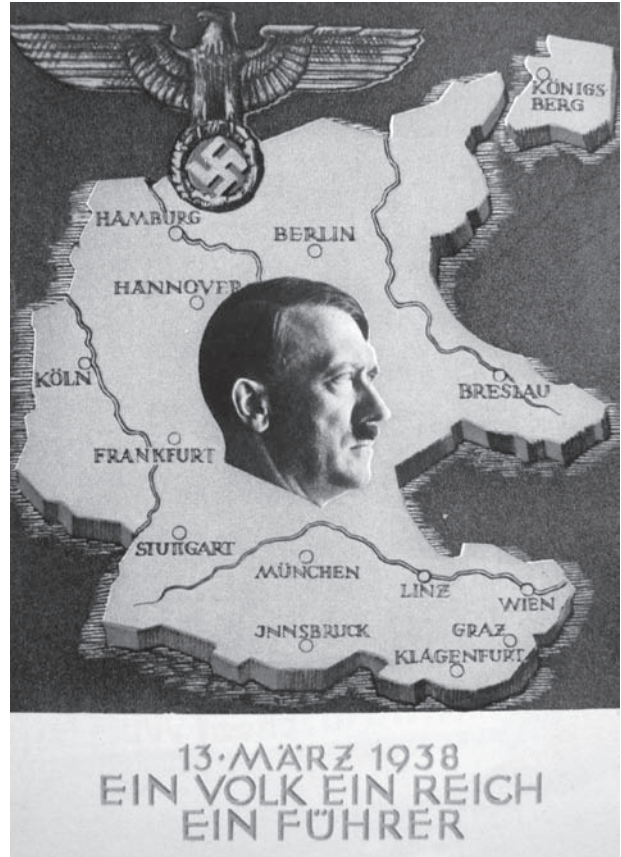 KÖNIGS
BERG
HAMBURG
BERLIN
HANNOVER
KÖLN
BRESLAU
FRANKFURT
STUTTGART
MÜNCHEN
LINZ
WIEN
JNNSBRUCK
GRAZ
KLAGENFURT
13·MÄRZ 1938
EIN VOLK EIN REICH
EIN FÜHRER